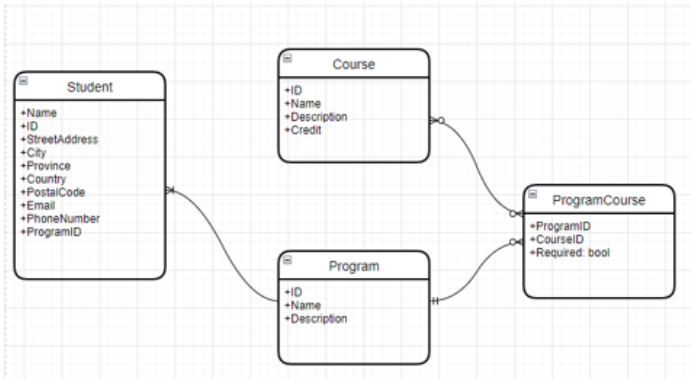 Student
+Name
+ID
+StreetAddress
+City
+Province
+Country
+PostalCode
+Email
+PhoneNumber
+ProgramID
Course
+ID
+Name
+Description
+Credit
Program
+ID
+Name
+Description
ProgramCourse
+ProgramID
+CourseID
+Required: bool